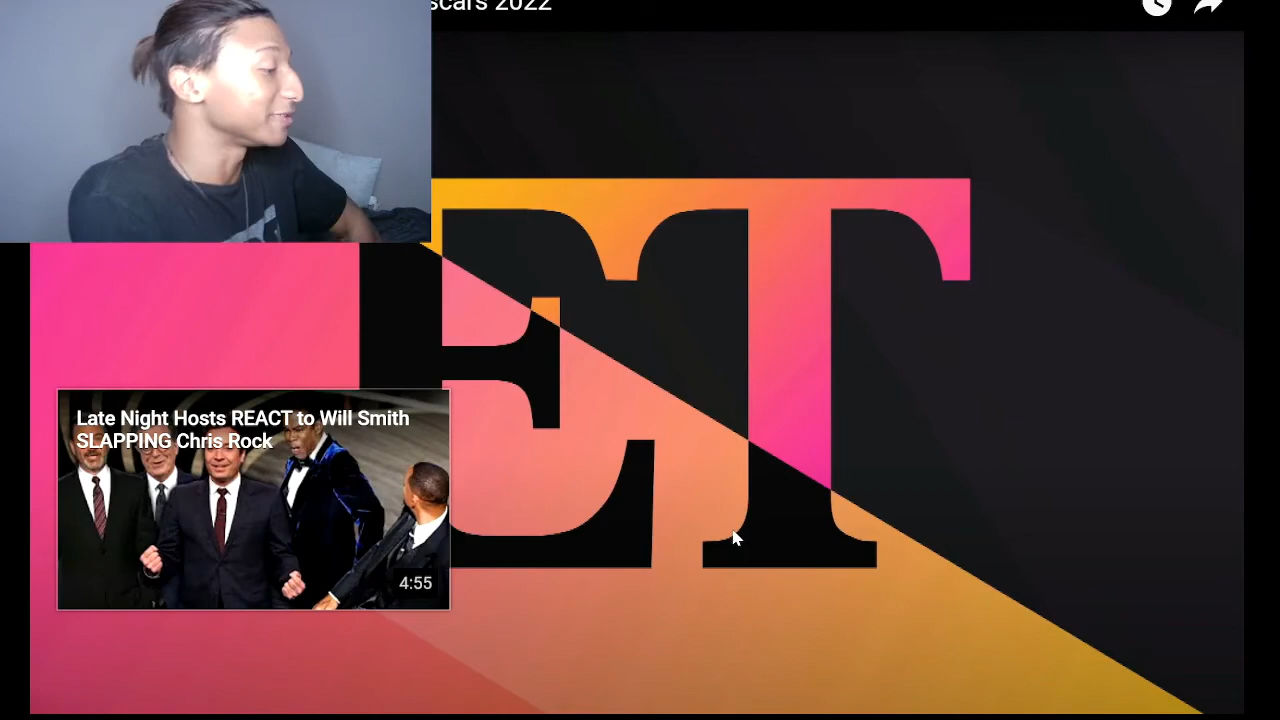 scars 2022
ET
Late Night Hosts REACT to Will Smith
SLAPPING Chris Rock
4:55